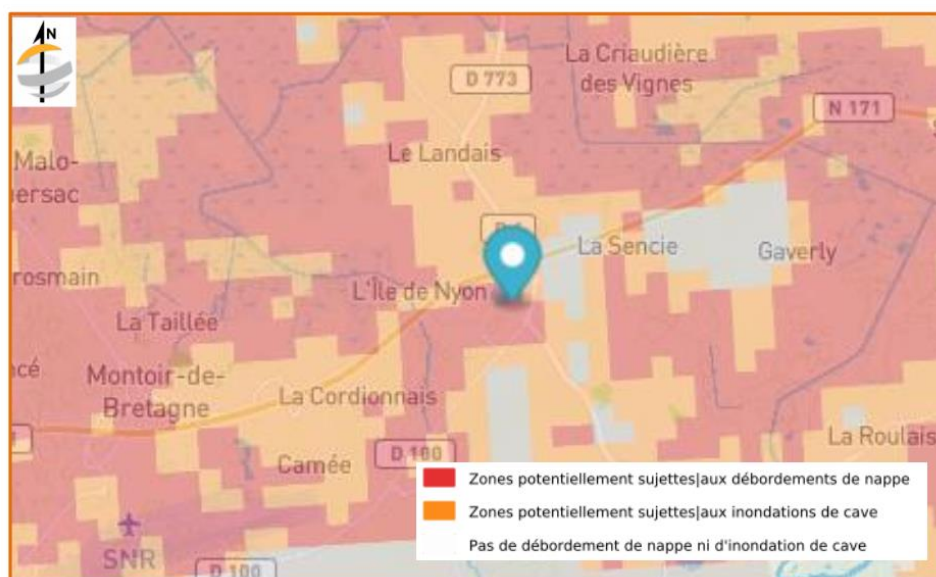 N
La Criaudière
des Vignes
D 773
N 171
Malo-
uersac
Le Landais
La Sencie
Gaverly
rosmain
L'Île de Nyon
La Taillée
Montoir-de-
Bretagne
La Cordionnais
La Roulais
Camée
D 100
SNR
D 100
Zones potentiellement sujettes|aux débordements de nappe
Zones potentiellement sujettes|aux inondations de cave
Pas de débordement de nappe ni d'inondation de cave